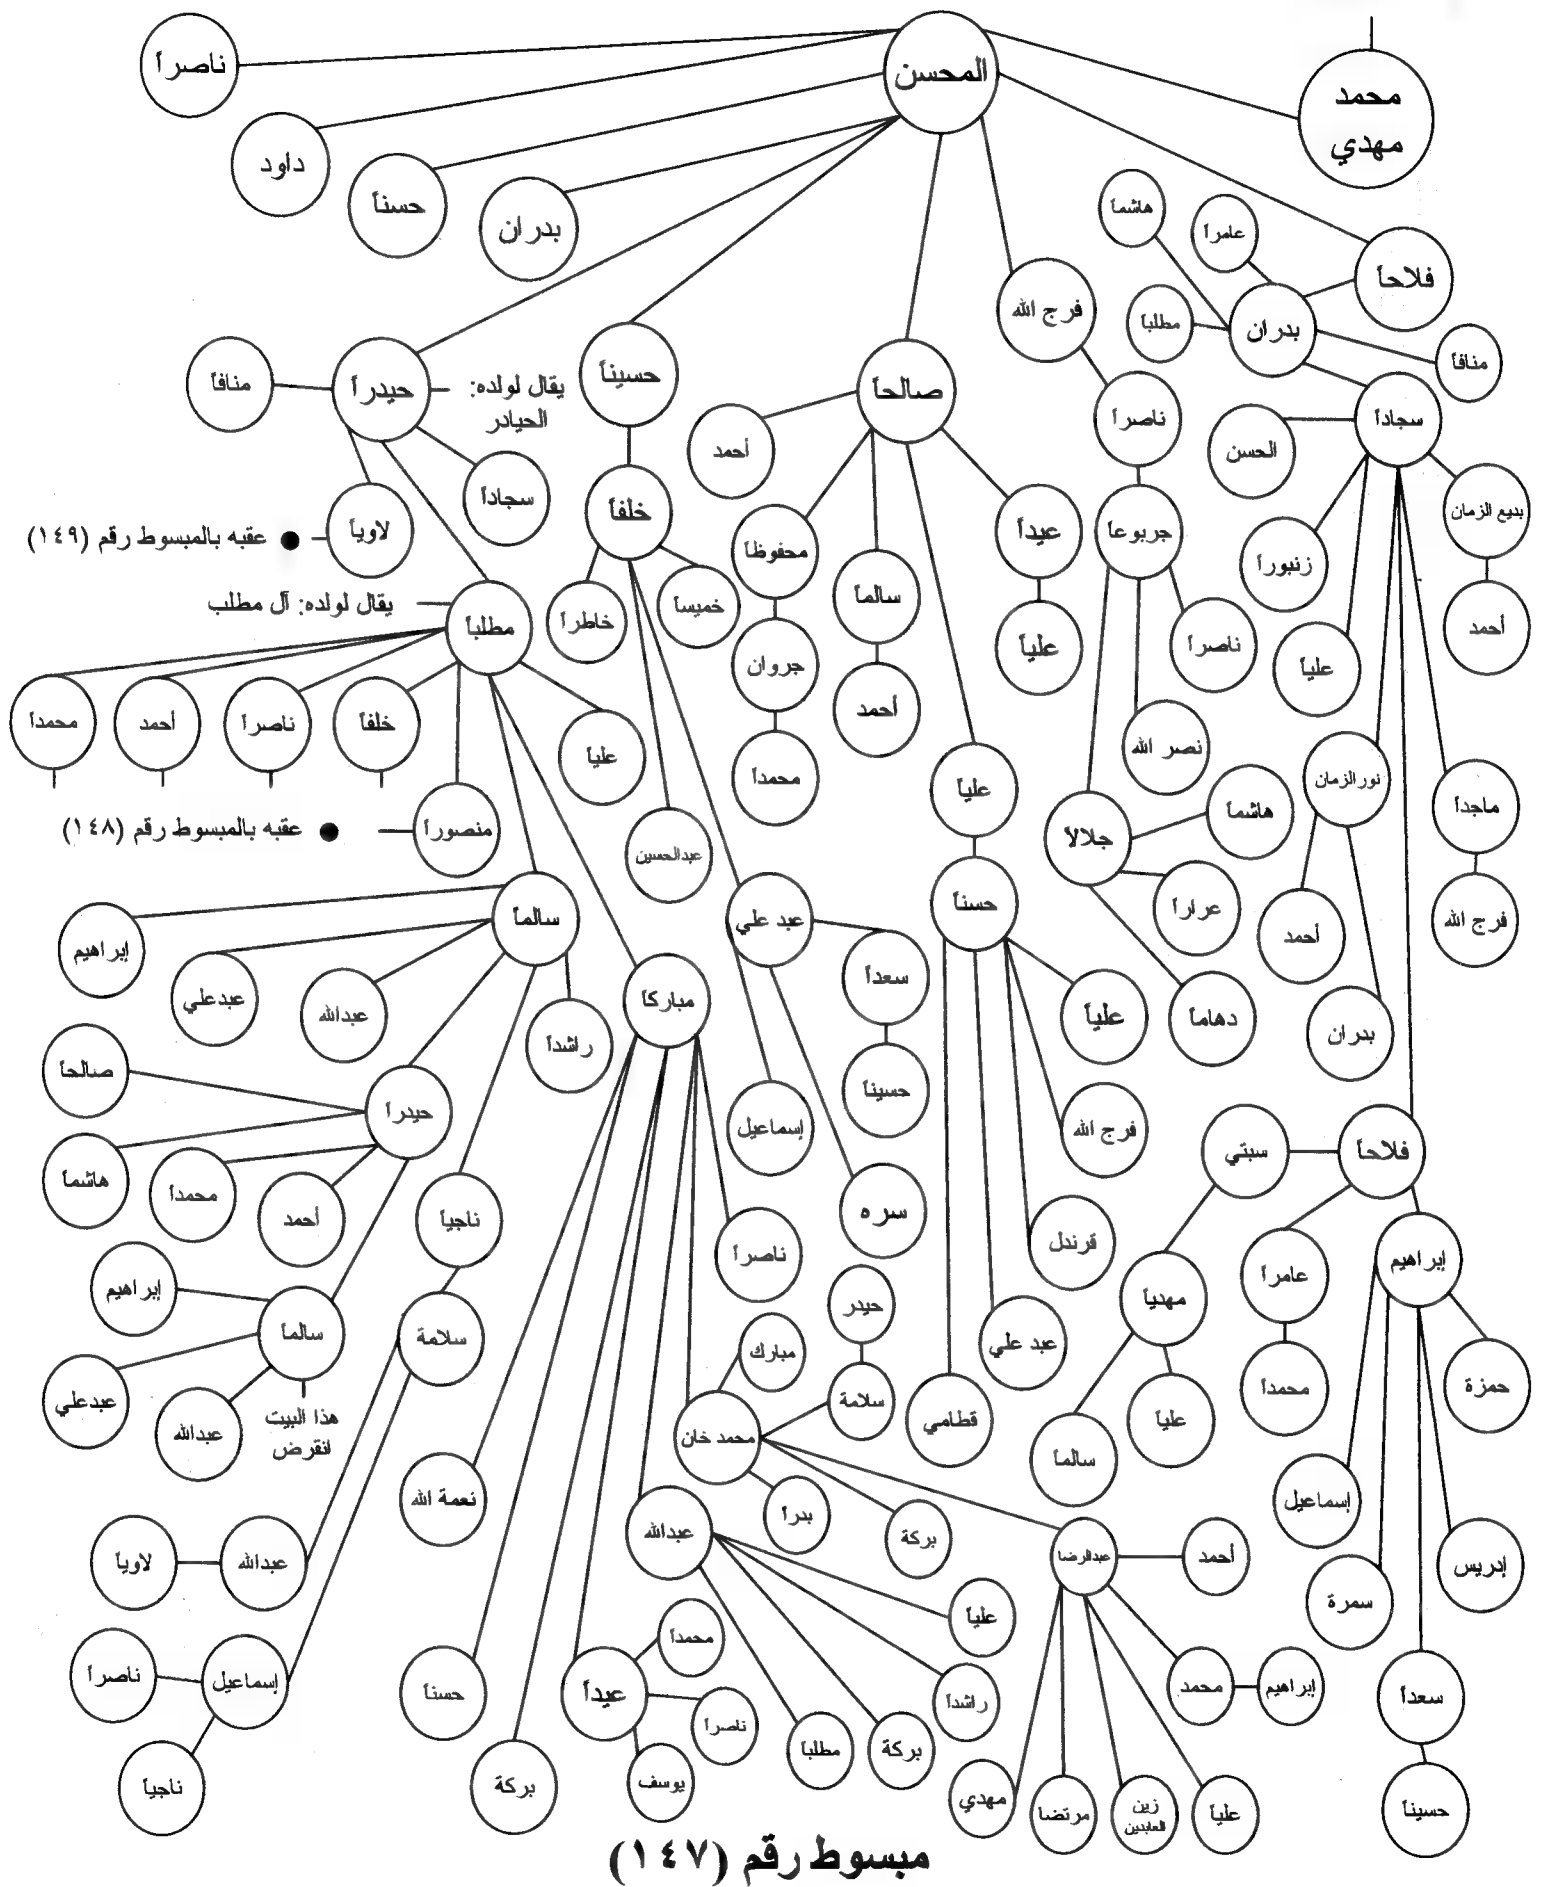 المحسن
محمد
مهدي
ناصراً
داود
حسناً
بدران
هاشماً
عامراً
فلاحاً
فرج الله
مطلباً
بدران
منافاً
حسيناً
صالحاً
حيدراً
منافاً
يقال لولده:
الحيادر
ناصراً
سجاداً
أحمد
الحسن
بديع الزمان
سجاداً
خلفاً
عيداً
جربوعاً
لاوياً
عقبه بالمبسوط رقم (١٤٩)
محفوظاً
زنبوراً
سالماً
خميساً
خاطراً
يقال لولده: آل مطلب
مطلباً
أحمد
علياً
ناصراً
جروان
علياً
أحمد
محمداً
أحمد
ناصراً
خلفاً
علياً
نصر الله
محمداً
علياً
نور الزمان
ماجداً
هاشماً
جلالاً
منصوراً
عقبه بالمبسوط رقم (١٤٨)
عبدالحسين
حسناً
عبد علي
سالماً
عراراً
أحمد
فرج الله
إبراهيم
عبدعلي
عبدالله
سعداً
مباركاً
راشداً
علياً
دهاماً
بدران
صالحاً
حيدراً
حسيناً
إسماعيل
فرج الله
سبتي
فلاحاً
هاشماً
محمداً
أحمد
ناجياً
سره
ناصراً
قرندل
عامراً
إبراهيم
إبراهيم
سالماً
سلامة
حيدر
مهدياً
مبارك
عبد علي
عبدعلي
عبدالله
هذا البيت
انقرض
سلامة
محمد خان
قطامي
علياً
محمداً
حمزة
سالماً
نعمة الله
بدراً
بركة
إسماعيل
عبدالله
عبدالرضا
أحمد
لاوياً
عبدالله
إدريس
سمرة
علياً
محمداً
ناصراً
إسماعيل
حسناً
عيداً
ناصراً
راشداً
محمد
إبراهيم
سعداً
مطلباً
بركة
ناجياً
بركة
يوسف
مهدي
مرتضا
زين
العابدين
علياً
حسيناً
مبسوط رقم (١٤٧)